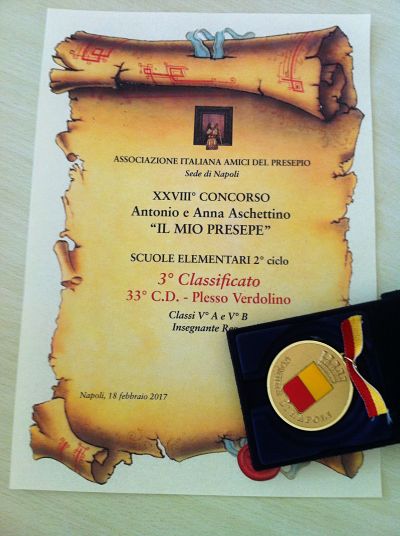 ASSOCIAZIONE ITALIANA AMICI DEL PRESEPIO
Sede di Napoli
XXVIII° CONCORSO
Antonio e Anna Aschettino
"IL MIO PRESEPE"
SCUOLE ELEMENTARI 2° ciclo
3° Classificato
33° C.D. - Plesso Verdolino
Classi V° A e V° B
Insegnante
Napoli, 18 febbraio 2017
DI NAPOLI